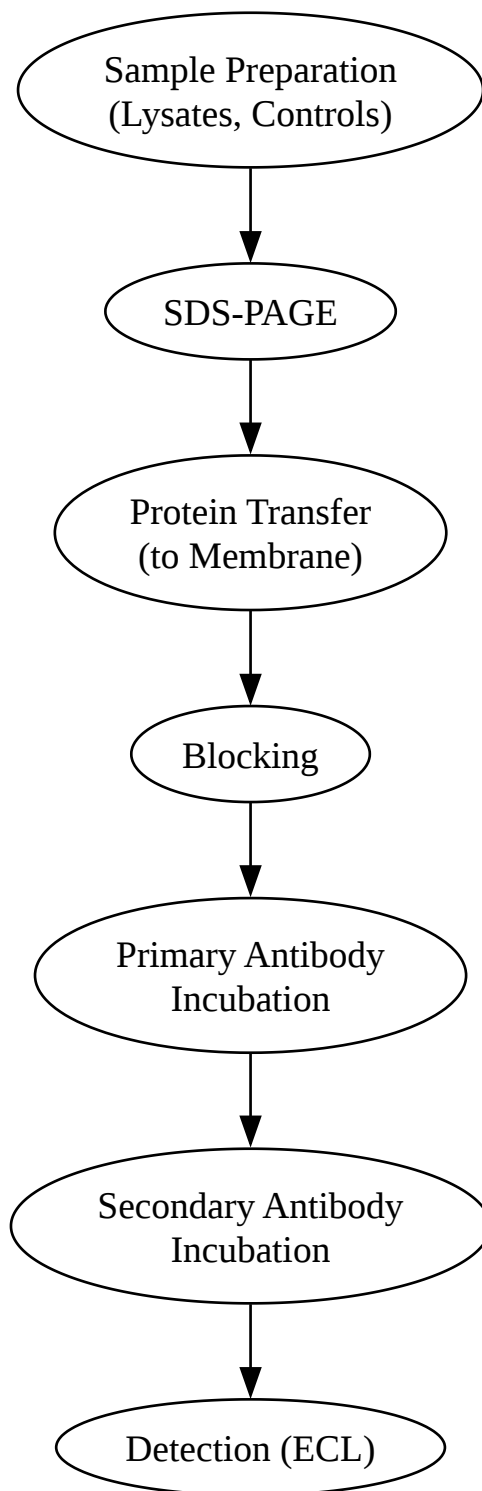 Sample Preparation
(Lysates, Controls)
SDS-PAGE
Protein Transfer
(to Membrane)
Blocking
Primary Antibody
Incubation
Secondary Antibody
Incubation
Detection (ECL)